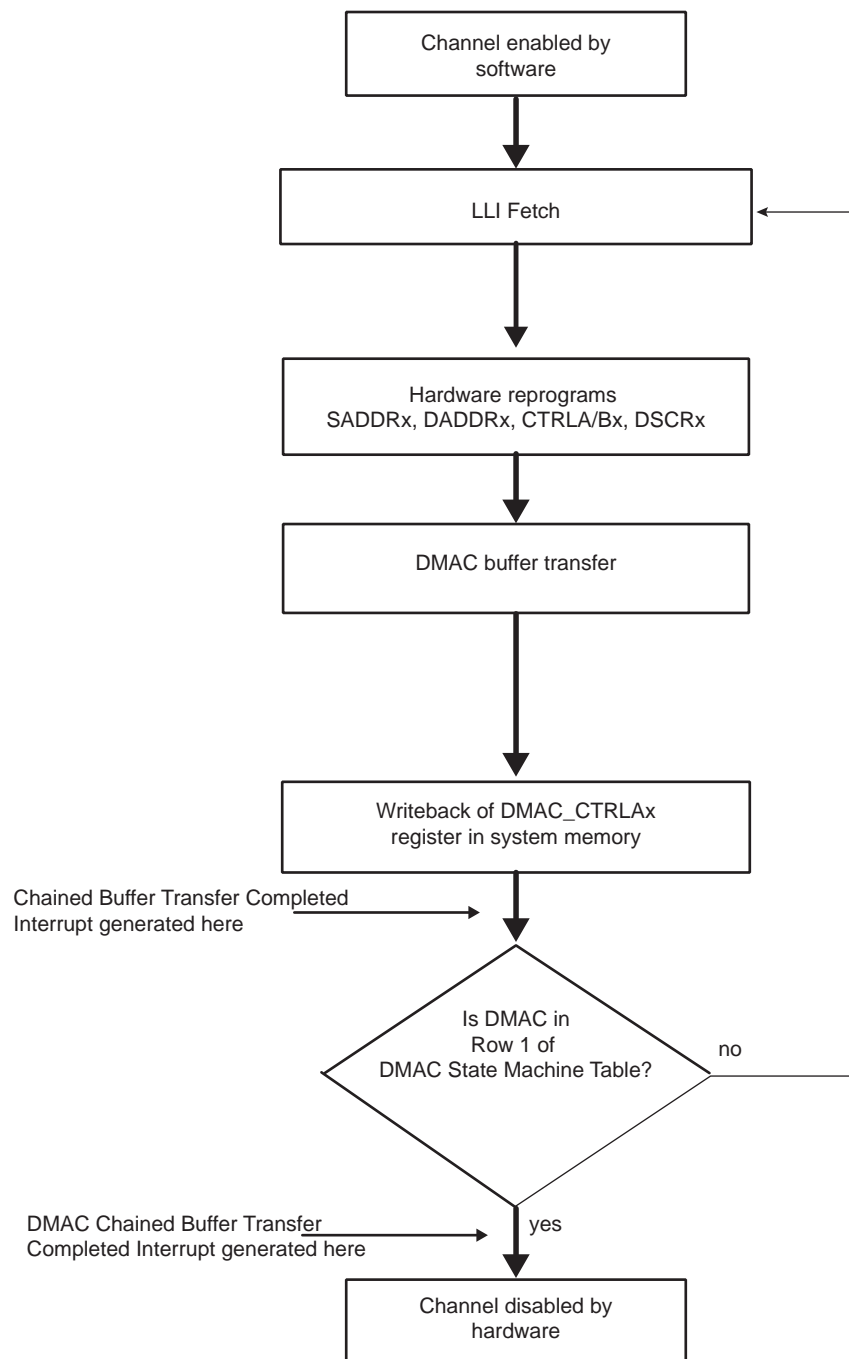 Channel enabled by
software
LLI Fetch
Hardware reprograms
SADDRx, DADDRx, CTRLA/Bx, DSCRx
DMAC buffer transfer
Writeback of DMAC_CTRLAx
register in system memory
Chained Buffer Transfer Completed
Interrupt generated here
Is DMAC in
Row 1 of
DMAC State Machine Table?
no
DMAC Chained Buffer Transfer
Completed Interrupt generated here
yes
Channel disabled by
hardware